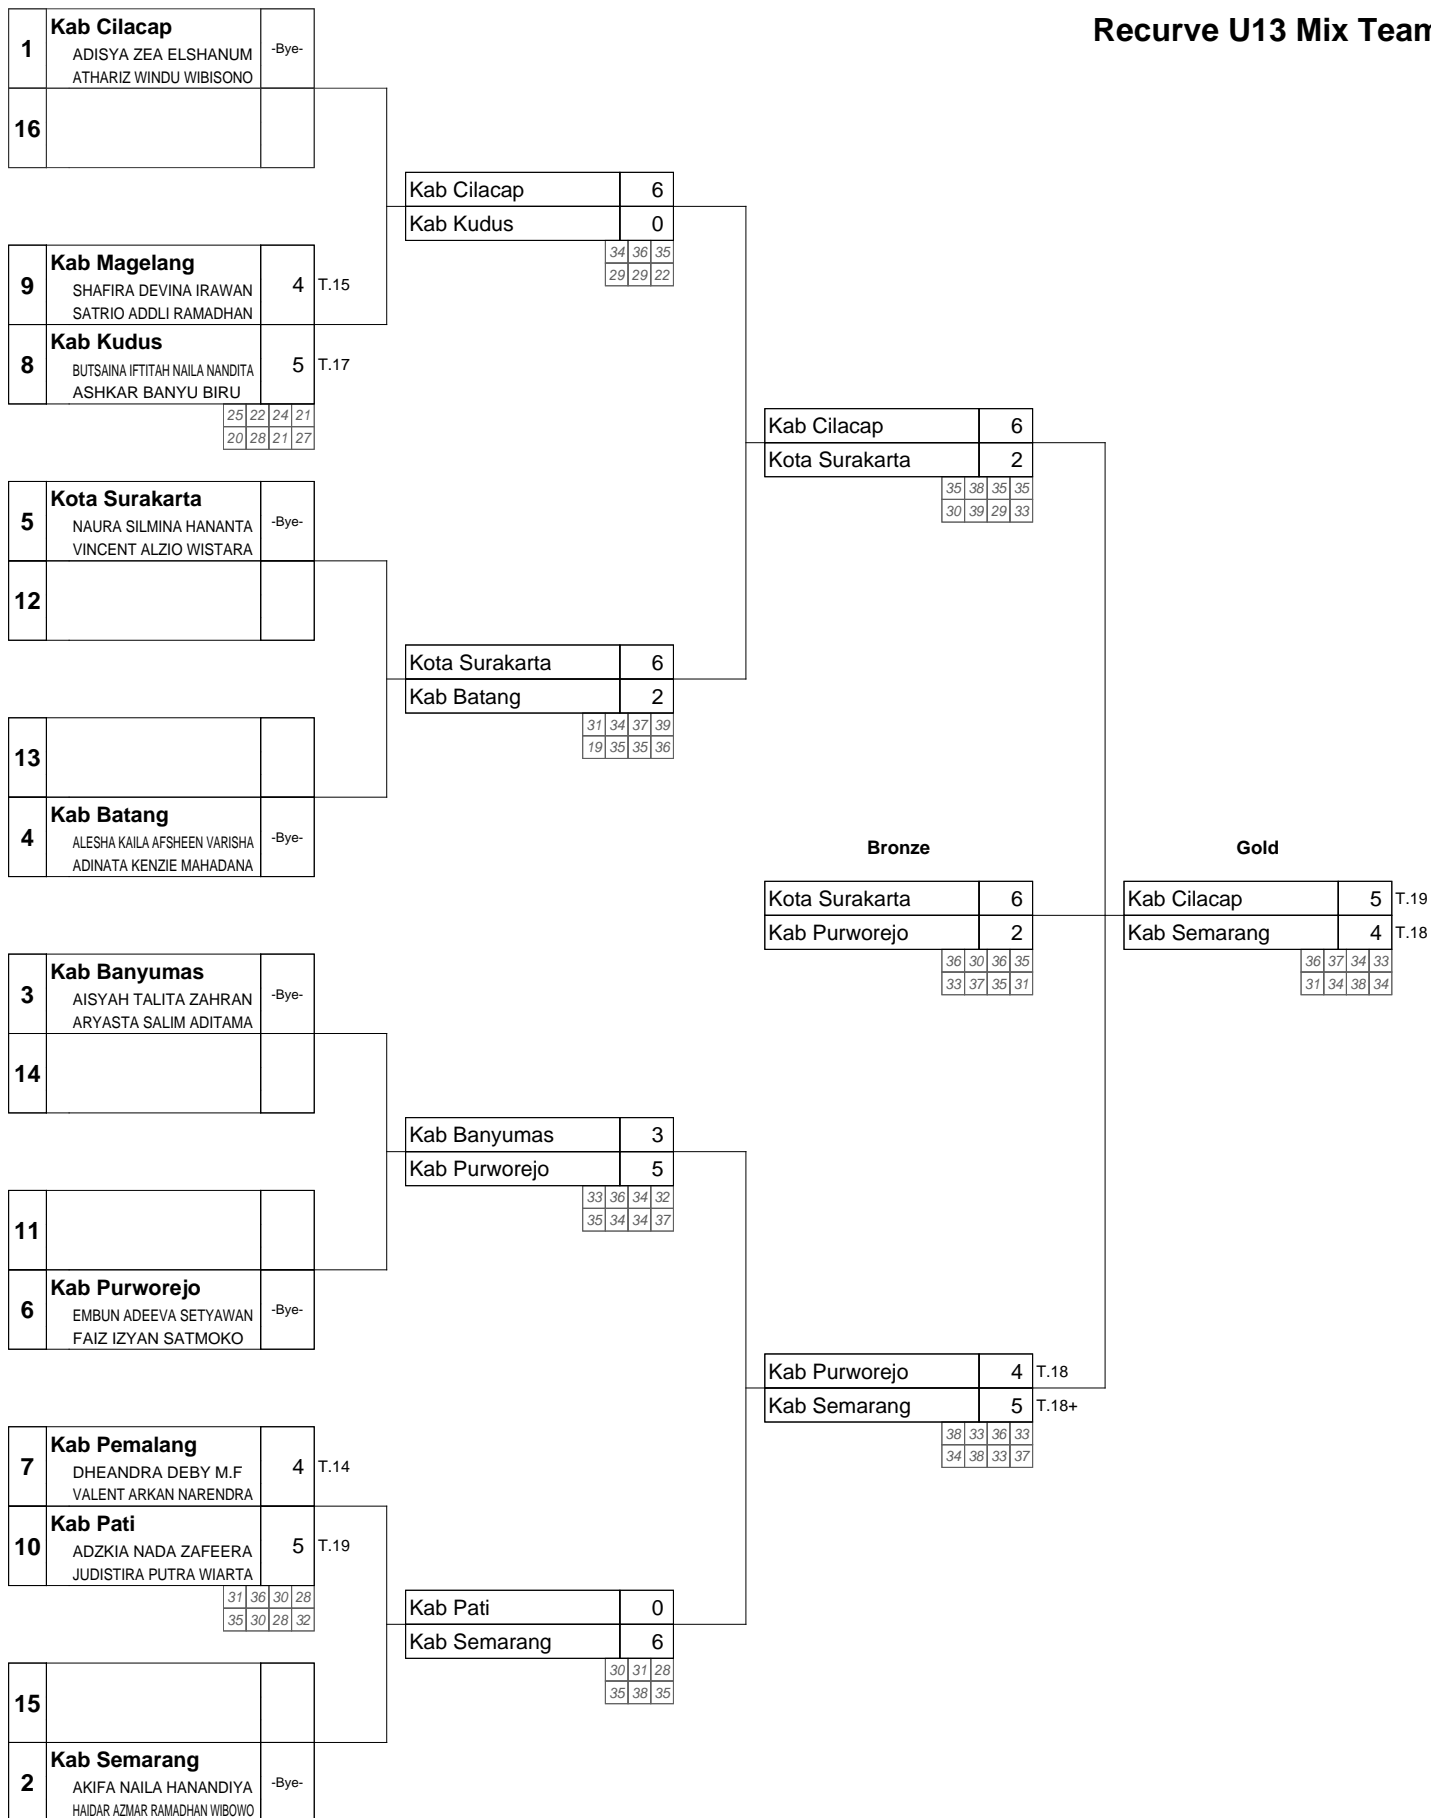 Recurve U13 Mix Team
1 Kab Cilacap -Bye-
ADISYA ZEA ELSHANUM
ATHARIZ WINDU WIBISONO
16
Kab Cilacap 6
Kab Kudus 0
34 36 35
29 29 22
9 Kab Magelang 4 T.15
SHAFIRA DEVINA IRAWAN
SATRIO ADDLI RAMADHAN
8 Kab Kudus 5 T.17
BUTSAINA IFTITAH NAILA NANDITA
ASHKAR BANYU BIRU
25 22 24 21
20 28 21 27
Kab Cilacap 6
Kota Surakarta 2
35 38 35 35
30 39 29 33
5 Kota Surakarta -Bye-
NAURA SILMINA HANANTA
VINCENT ALZIO WISTARA
12
Kota Surakarta 6
Kab Batang 2
31 34 37 39
19 35 35 36
13
4 Kab Batang -Bye-
ALESHA KAILA AFSHEEN VARISHA
ADINATA KENZIE MAHADANA
Bronze
Kota Surakarta 6
Kab Purworejo 2
36 30 36 35
33 37 35 31
Gold
Kab Cilacap 5 T.19
Kab Semarang 4 T.18
36 37 34 33
31 34 38 34
3 Kab Banyumas -Bye-
AISYAH TALITA ZAHRAN
ARYASTA SALIM ADITAMA
14
Kab Banyumas 3
Kab Purworejo 5
33 36 34 32
35 34 34 37
11
6 Kab Purworejo -Bye-
EMBUN ADEEVA SETYAWAN
FAIZ IZYAN SATMOKO
Kab Purworejo 4 T.18
Kab Semarang 5 T.18+
38 33 36 33
34 38 33 37
7 Kab Pemalang 4 T.14
DHEANDRA DEBY M.F
VALENT ARKAN NARENDRA
10 Kab Pati 5 T.19
ADZKIA NADA ZAFEERA
JUDISTIRA PUTRA WIARTA
31 36 30 28
35 30 28 32
Kab Pati 0
Kab Semarang 6
30 31 28
35 38 35
15
2 Kab Semarang -Bye-
AKIFA NAILA HANANDIYA
HAIDAR AZMAR RAMADHAN WIBOWO